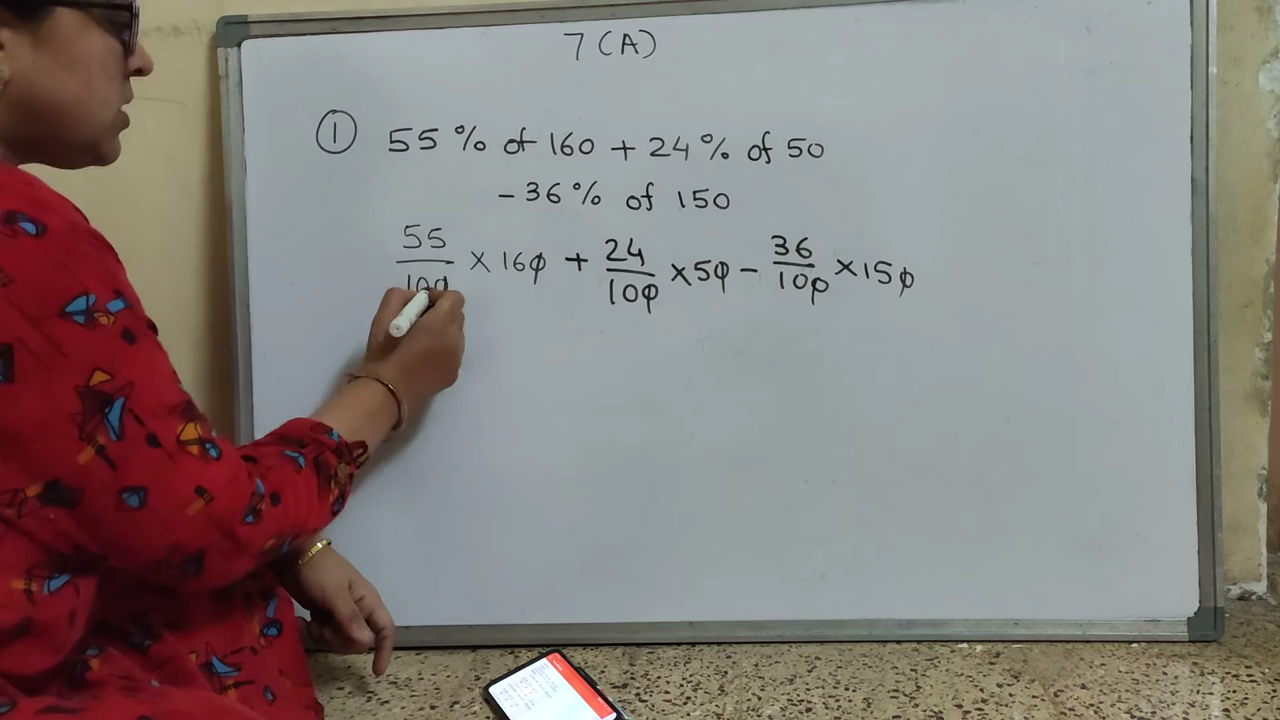 7 (A)
① 55 % of 160 + 24 % of 50
- 36 % of 150
55/100 × 160 + 24/100 × 50 - 36/100 × 150